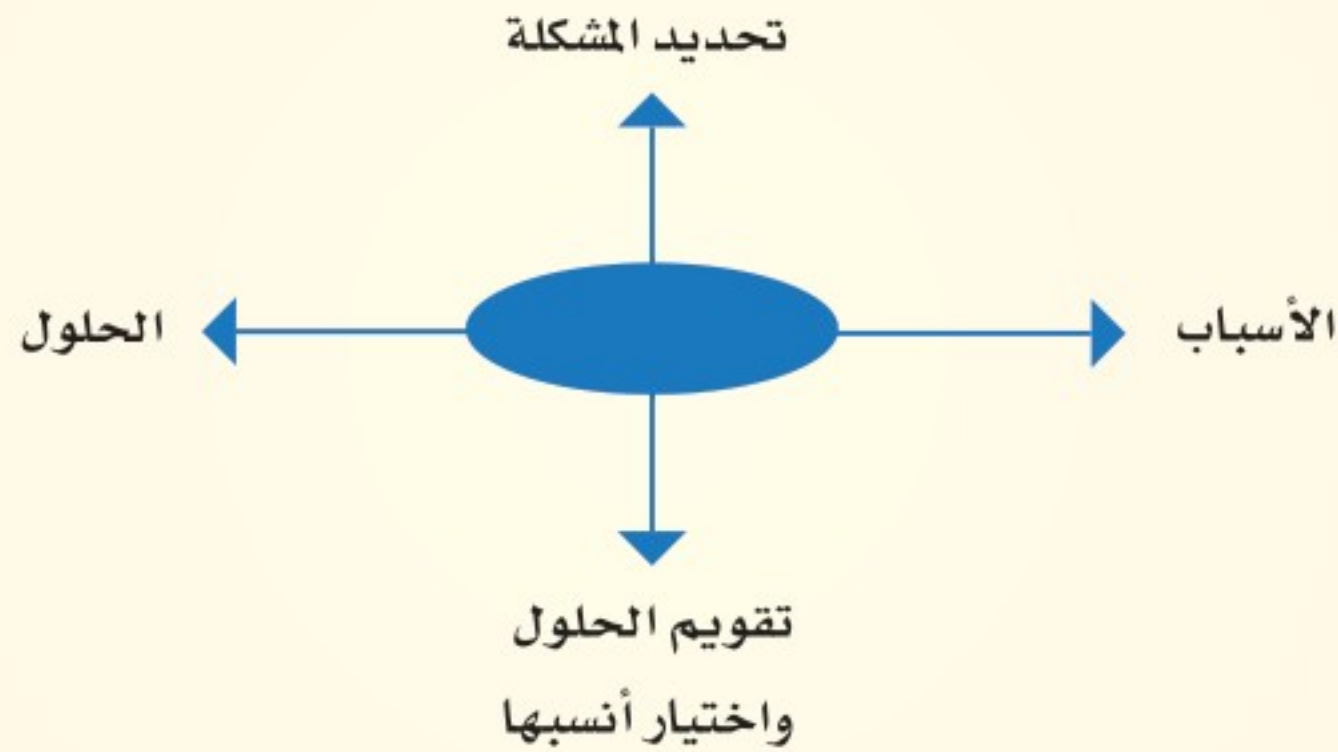 تحديد المشكلة
الأسباب
الحلول
تقويم الحلول
واختيار أنسبها